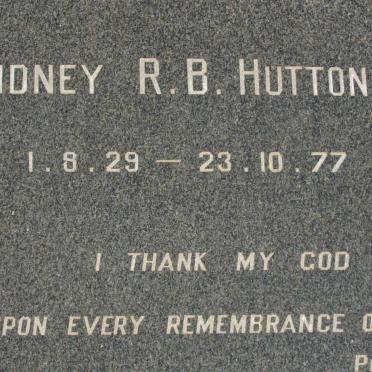 IDNEY R.B. HUTTON
1.8.29 — 23.10.77
I THANK MY GOD
PON EVERY REMEMBRANCE O
P